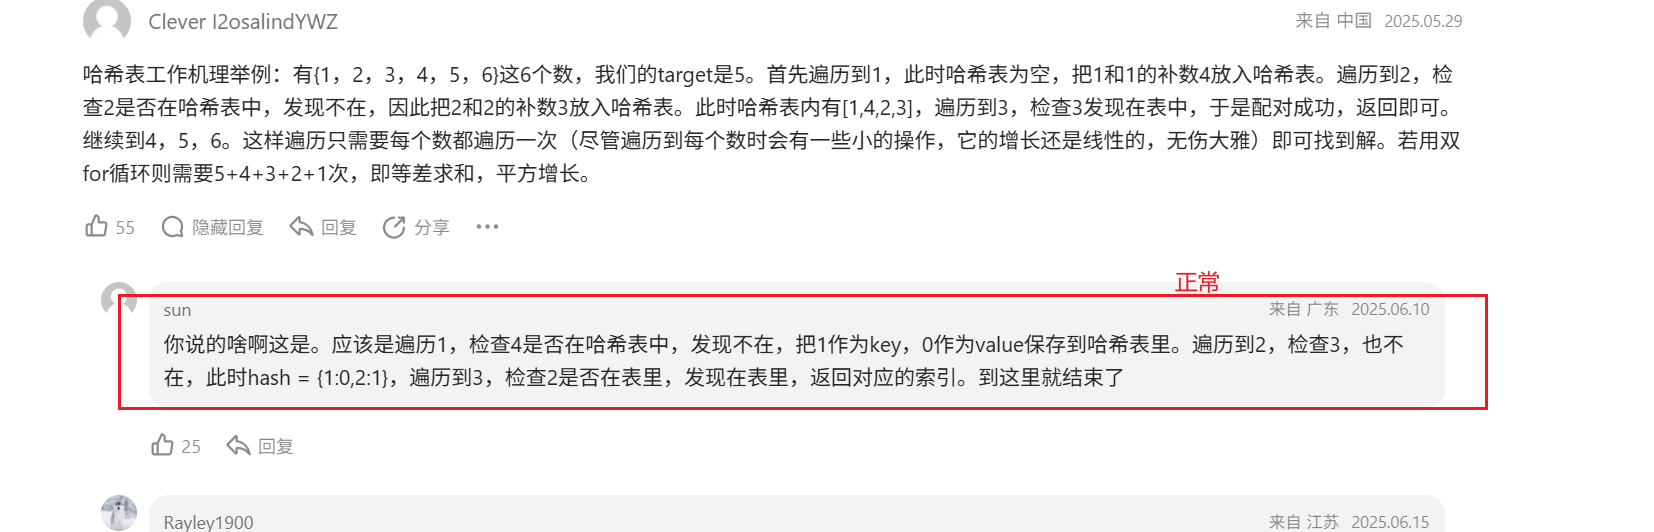 Clever I2osalindYWZ
来自 中国 2025.05.29
哈希表工作机理举例：有{1，2，3，4，5，6}这6个数，我们的target是5。首先遍历到1，此时哈希表为空，把1和1的补数4放入哈希表。遍历到2，检
查2是否在哈希表中，发现不在，因此把2和2的补数3放入哈希表。此时哈希表内有[1,4,2,3]，遍历到3，检查3发现在表中，于是配对成功，返回即可。
继续到4，5，6。这样遍历只需要每个数都遍历一次（尽管遍历到每个数时会有一些小的操作，它的增长还是线性的，无伤大雅）即可找到解。若用双
for循环则需要5+4+3+2+1次，即等差求和，平方增长。
55 隐藏回复 回复 分享
正常
sun
来自 广东 2025.06.10
你说的啥啊这是。应该是遍历1，检查4是否在哈希表中，发现不在，把1作为key，0作为value保存到哈希表里。遍历到2，检查3，也不
在，此时hash = {1:0,2:1}，遍历到3，检查2是否在表里，发现在表里，返回对应的索引。到这里就结束了
25 回复
Rayley1900
来自 江苏 2025.06.15